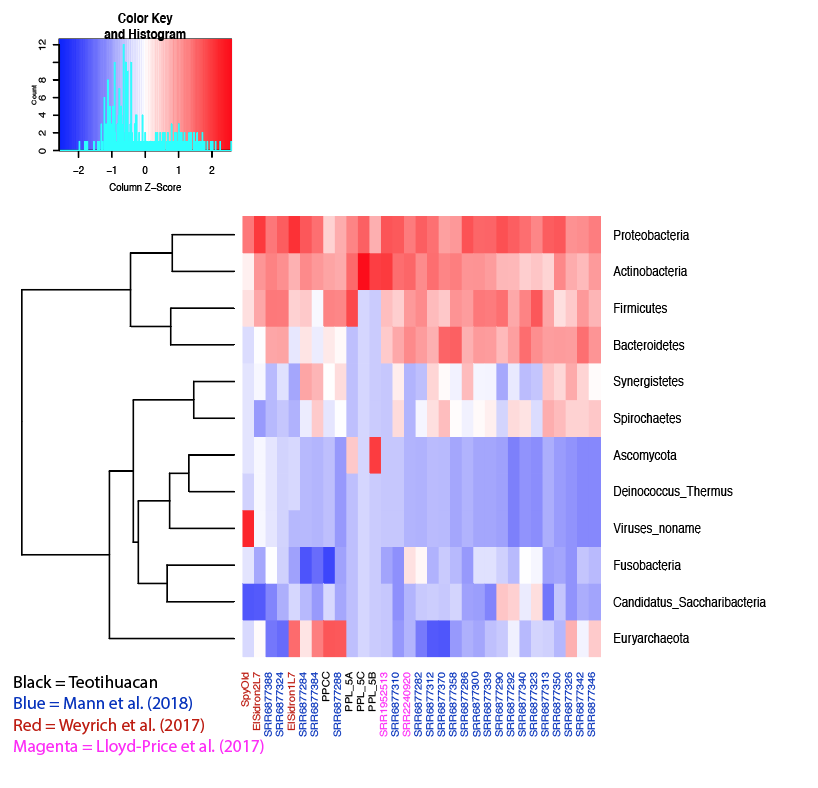 Color Key
and Histogram
Count
0 2 4 6 8 12
−2 −1 0 1 2
Column Z−Score
Proteobacteria
Actinobacteria
Firmicutes
Bacteroidetes
Synergistetes
Spirochaetes
Ascomycota
Deinococcus_Thermus
Viruses_noname
Fusobacteria
Candidatus_Saccharibacteria
Euryarchaeota
SpyOld
ElSidron2L7
SRR6877388
SRR6877324
ElSidron1L7
SRR6877284
SRR6877384
PPCC
SRR6877288
PPL_5A
PPL_5C
PPL_5B
SRR1952513
SRR6877310
SRR2240920
SRR6877282
SRR6877312
SRR6877370
SRR6877358
SRR6877286
SRR6877300
SRR6877339
SRR6877290
SRR6877292
SRR6877340
SRR6877323
SRR6877313
SRR6877350
SRR6877326
SRR6877342
SRR6877346
Black = Teotihuacan
Blue = Mann et al. (2018)
Red = Weyrich et al. (2017)
Magenta = Lloyd-Price et al. (2017)